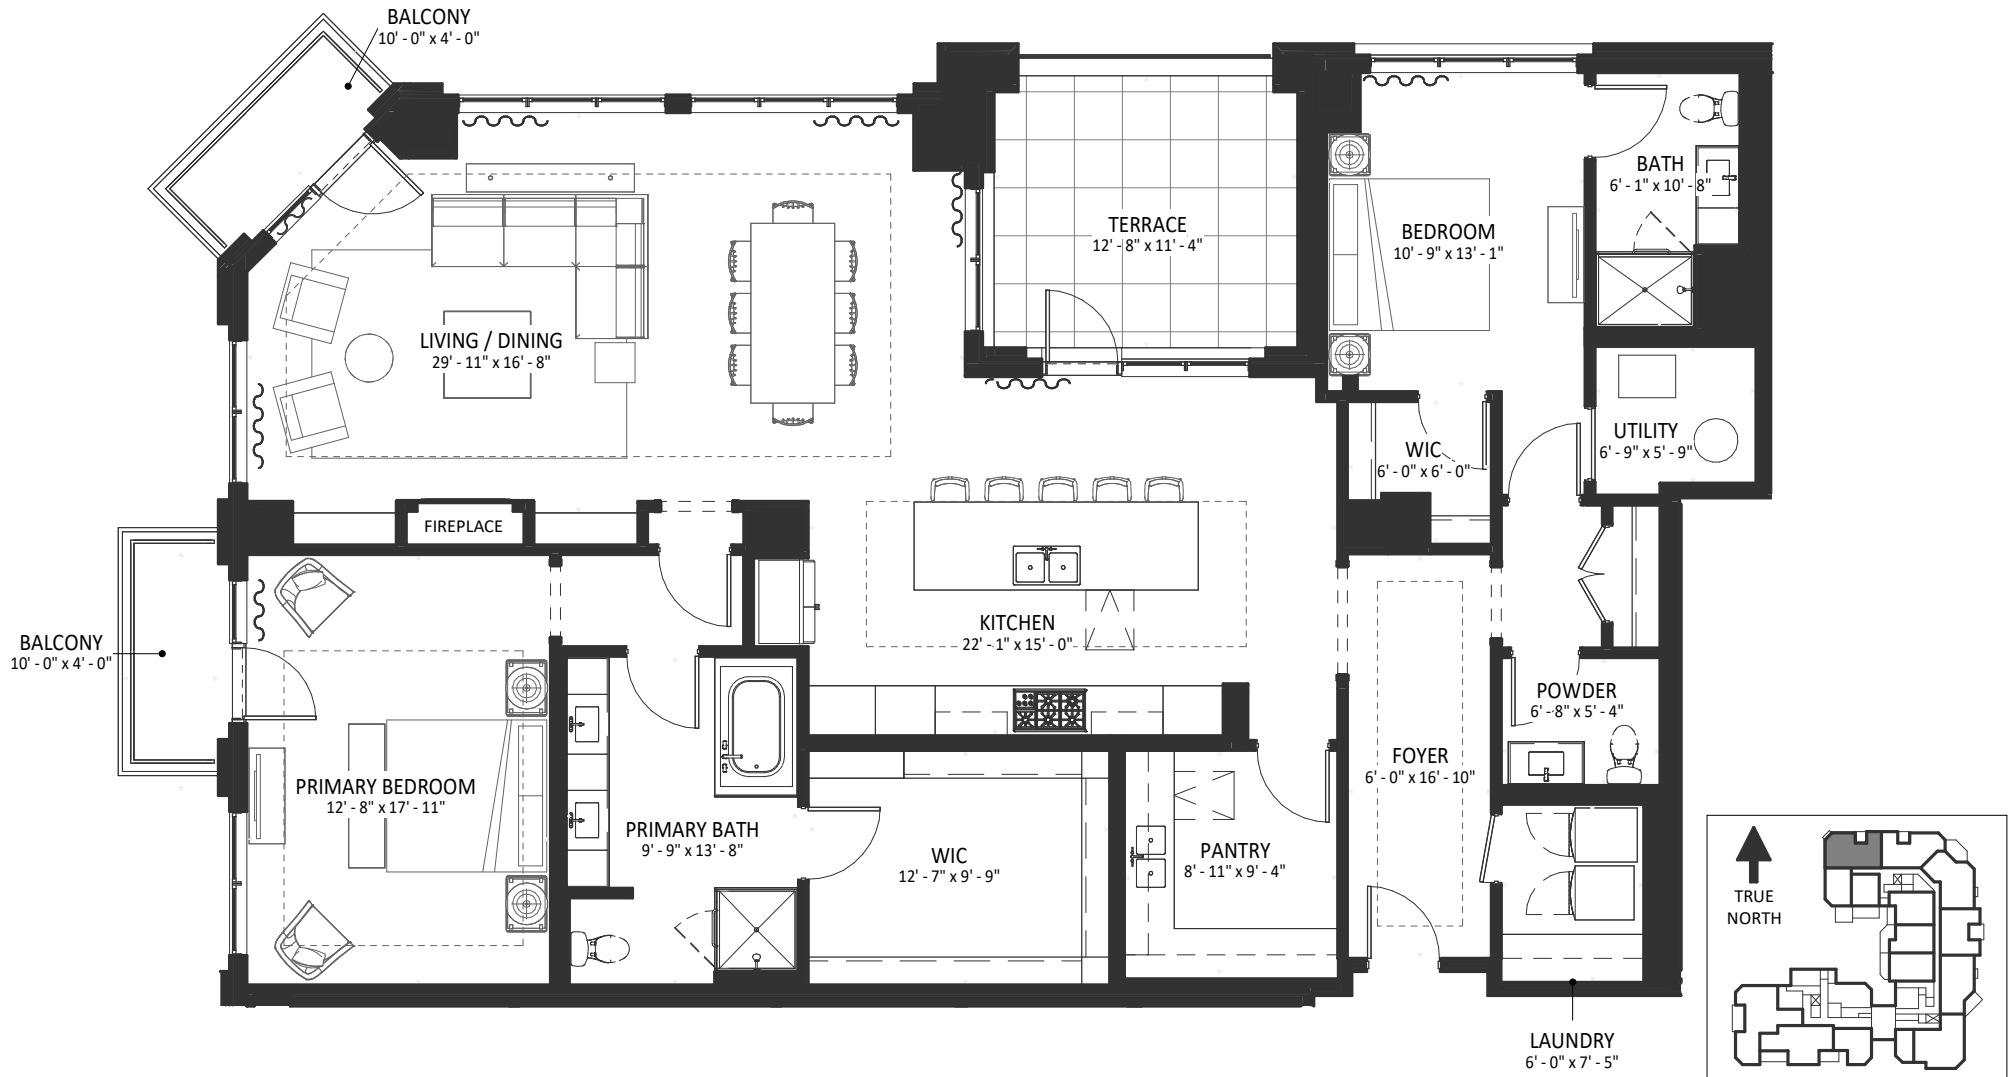 BALCONY
10' - 0" x 4' - 0"
TERRACE
12' - 8" x 11' - 4"
BEDROOM
10' - 9" x 13' - 1"
BATH
6' - 1" x 10' - 8"
LIVING / DINING
29' - 11" x 16' - 8"
WIC
6' - 0" x 6' - 0"
UTILITY
6' - 9" x 5' - 9"
FIREPLACE
BALCONY
10' - 0" x 4' - 0"
KITCHEN
22' - 1" x 15' - 0"
POWDER
6' - 8" x 5' - 4"
PRIMARY BEDROOM
12' - 8" x 17' - 11"
PRIMARY BATH
9' - 9" x 13' - 8"
WIC
12' - 7" x 9' - 9"
PANTRY
8' - 11" x 9' - 4"
FOYER
6' - 0" x 16' - 10"
LAUNDRY
6' - 0" x 7' - 5"
TRUE
NORTH